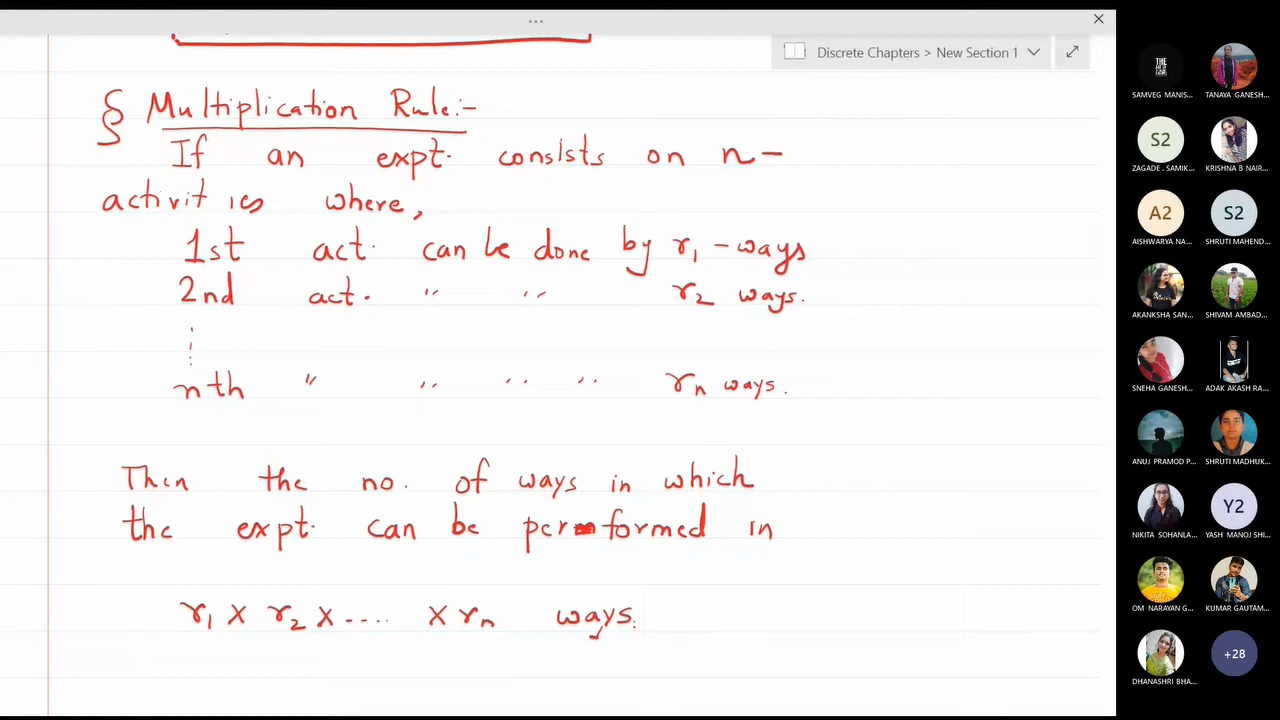 Discrete Chapters > New Section 1
§ Multiplication Rule:-
If an expt. consists on n-
activities where,
1st act. can be done by r1 - ways
2nd act. " " r2 ways.
nth " " " " rn ways.
Then the no. of ways in which
the expt. can be performed in
r1 X r2 X .... X rn ways.
THE
SAMVEG MANIS...
TANAYA GANESH...
S2
ZAGADE . SAMIK...
KRISHNA B NAIR...
A2
S2
AISHWARYA NA...
SHRUTI MAHEND...
AKANKSHA SAN...
SHIVAM AMBAD...
SNEHA GANESH...
ADAK AKASH RA...
ANUJ PRAMOD P...
SHRUTI MADHUK...
Y2
NIKITA SOHANLA...
YASH MANOJ SHI...
OM NARAYAN G...
KUMAR GAUTAM...
+28
DHANASHRI BHA...